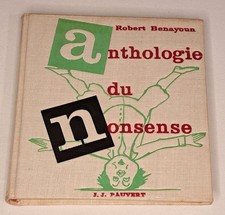 Robert Benayoun
anthologie
du
nonsense
J.J. PAUVERT